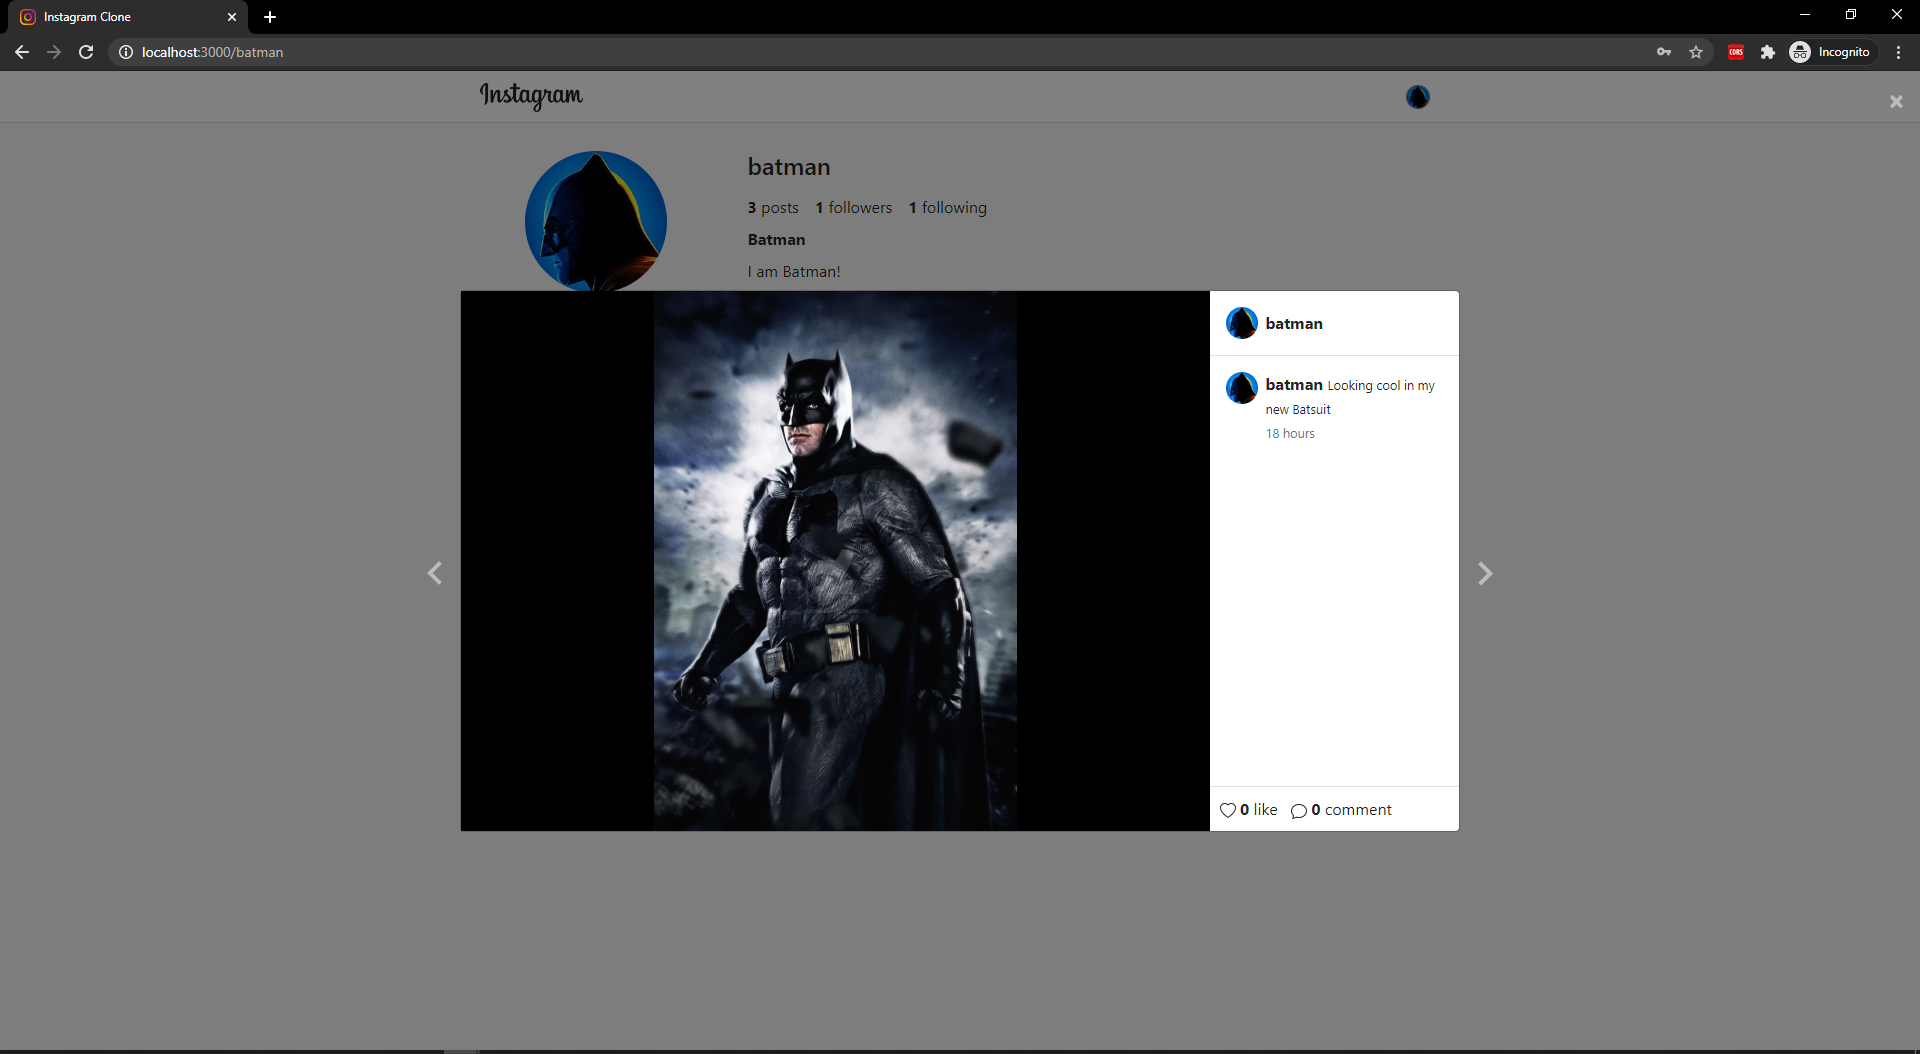 Instagram Clone
localhost:3000/batman
CORS
Incognito
Instagram
batman
3 posts 1 followers 1 following
Batman
I am Batman!
batman
batman Looking cool in my
new Batsuit
18 hours
0 like 0 comment